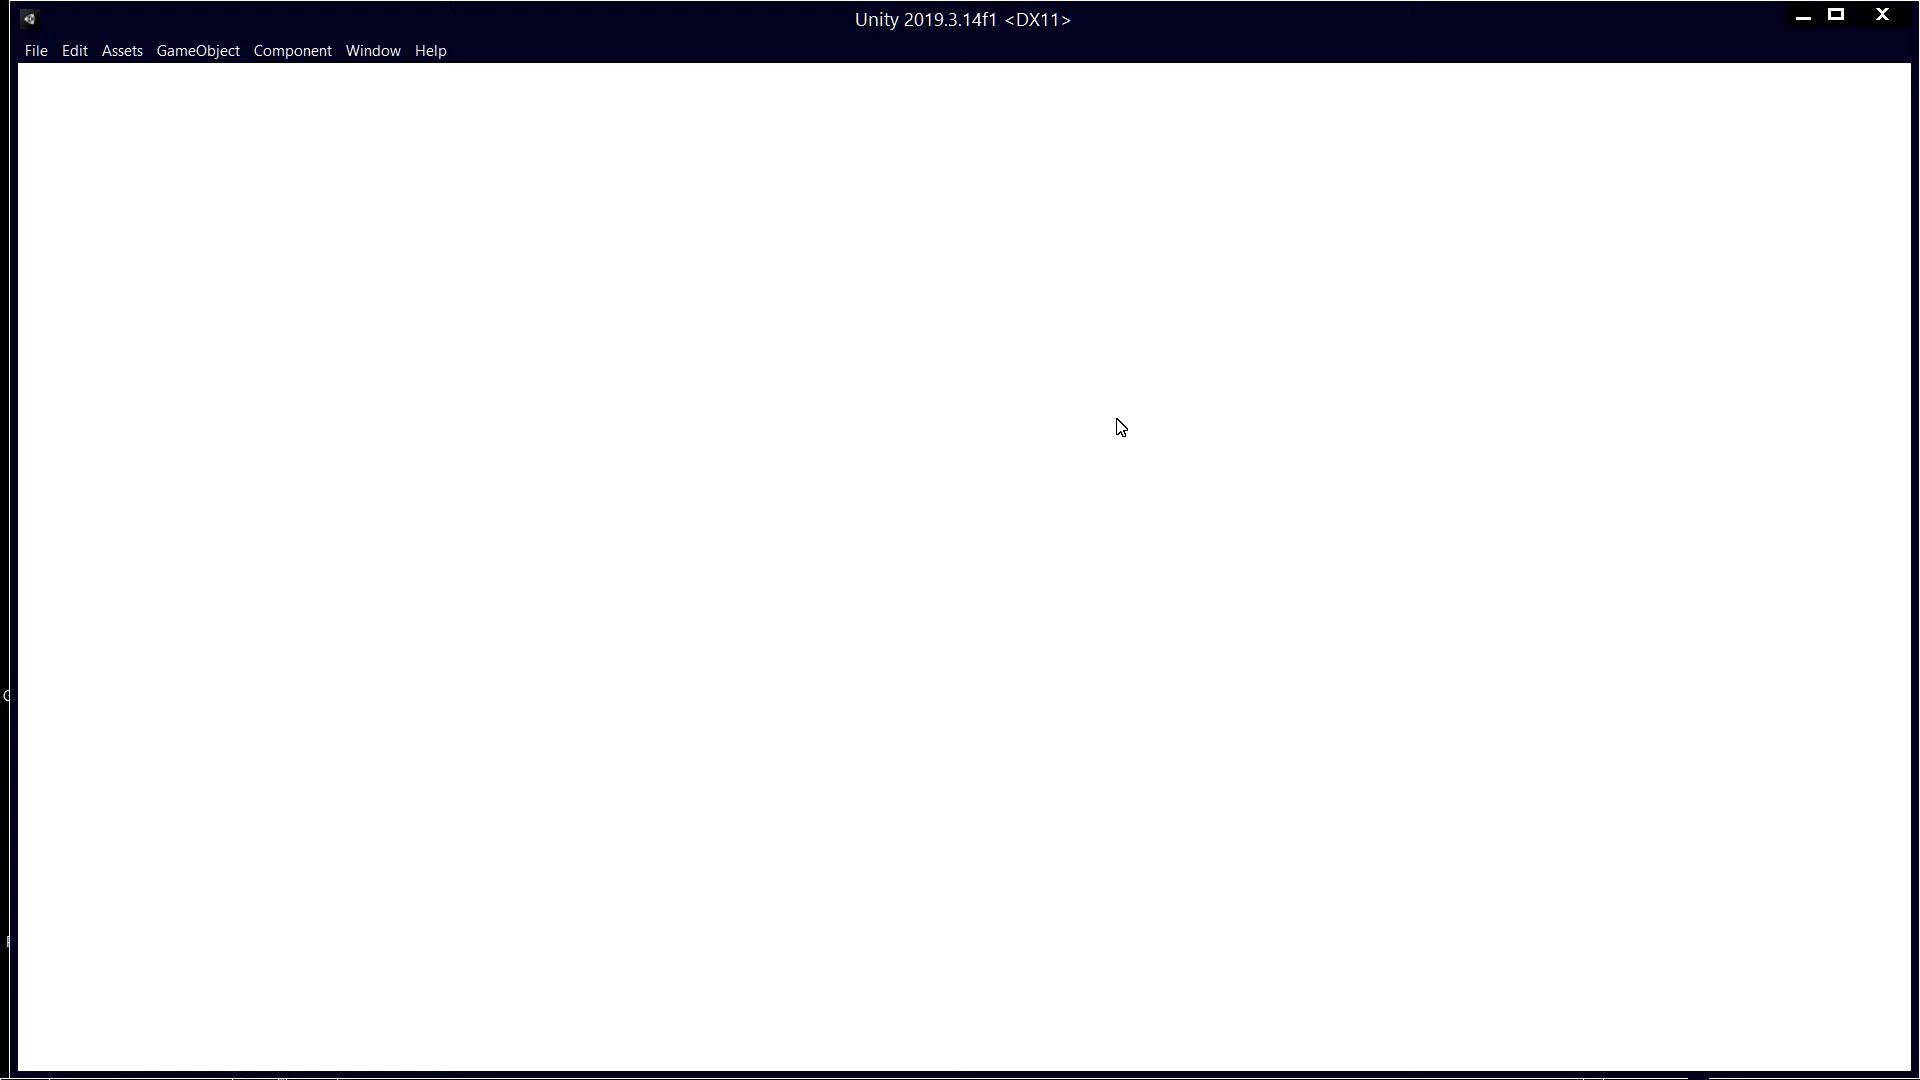 Unity 2019.3.14f1 <DX11>
File Edit Assets GameObject Component Window Help